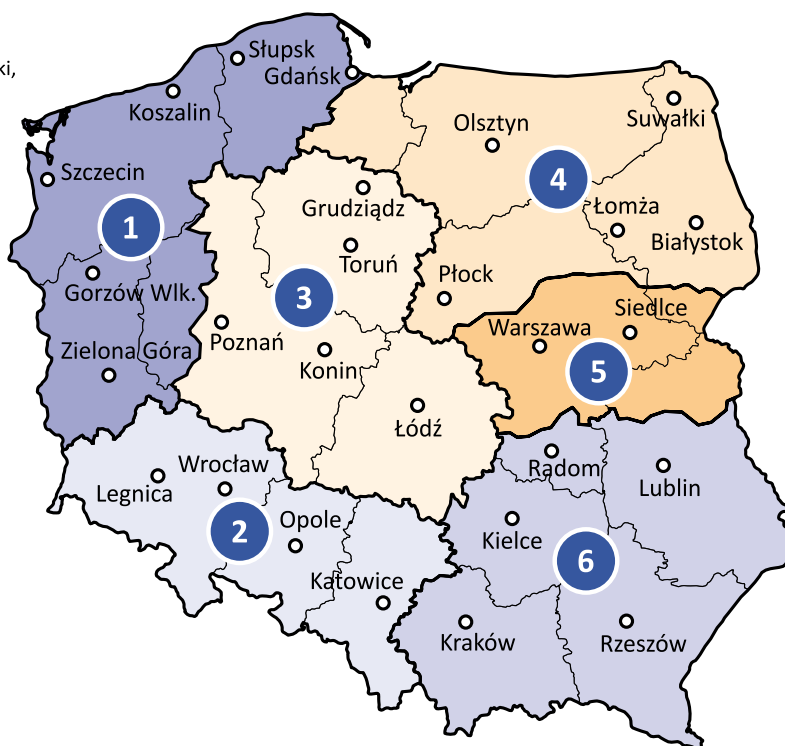 Słupsk
ki,
Gdańsk
Koszalin
Suwałki
Olsztyn
Szczecin
4
Grudziądz
Łomża
1
Białystok
Toruń
Płock
Gorzów Wlk.
3
Siedlce
Warszawa
Poznań
Zielona Góra
Konin
5
Łódź
Wrocław
Radom
Legnica
Lublin
Opole
2
Kielce
6
Katowice
Kraków
Rzeszów